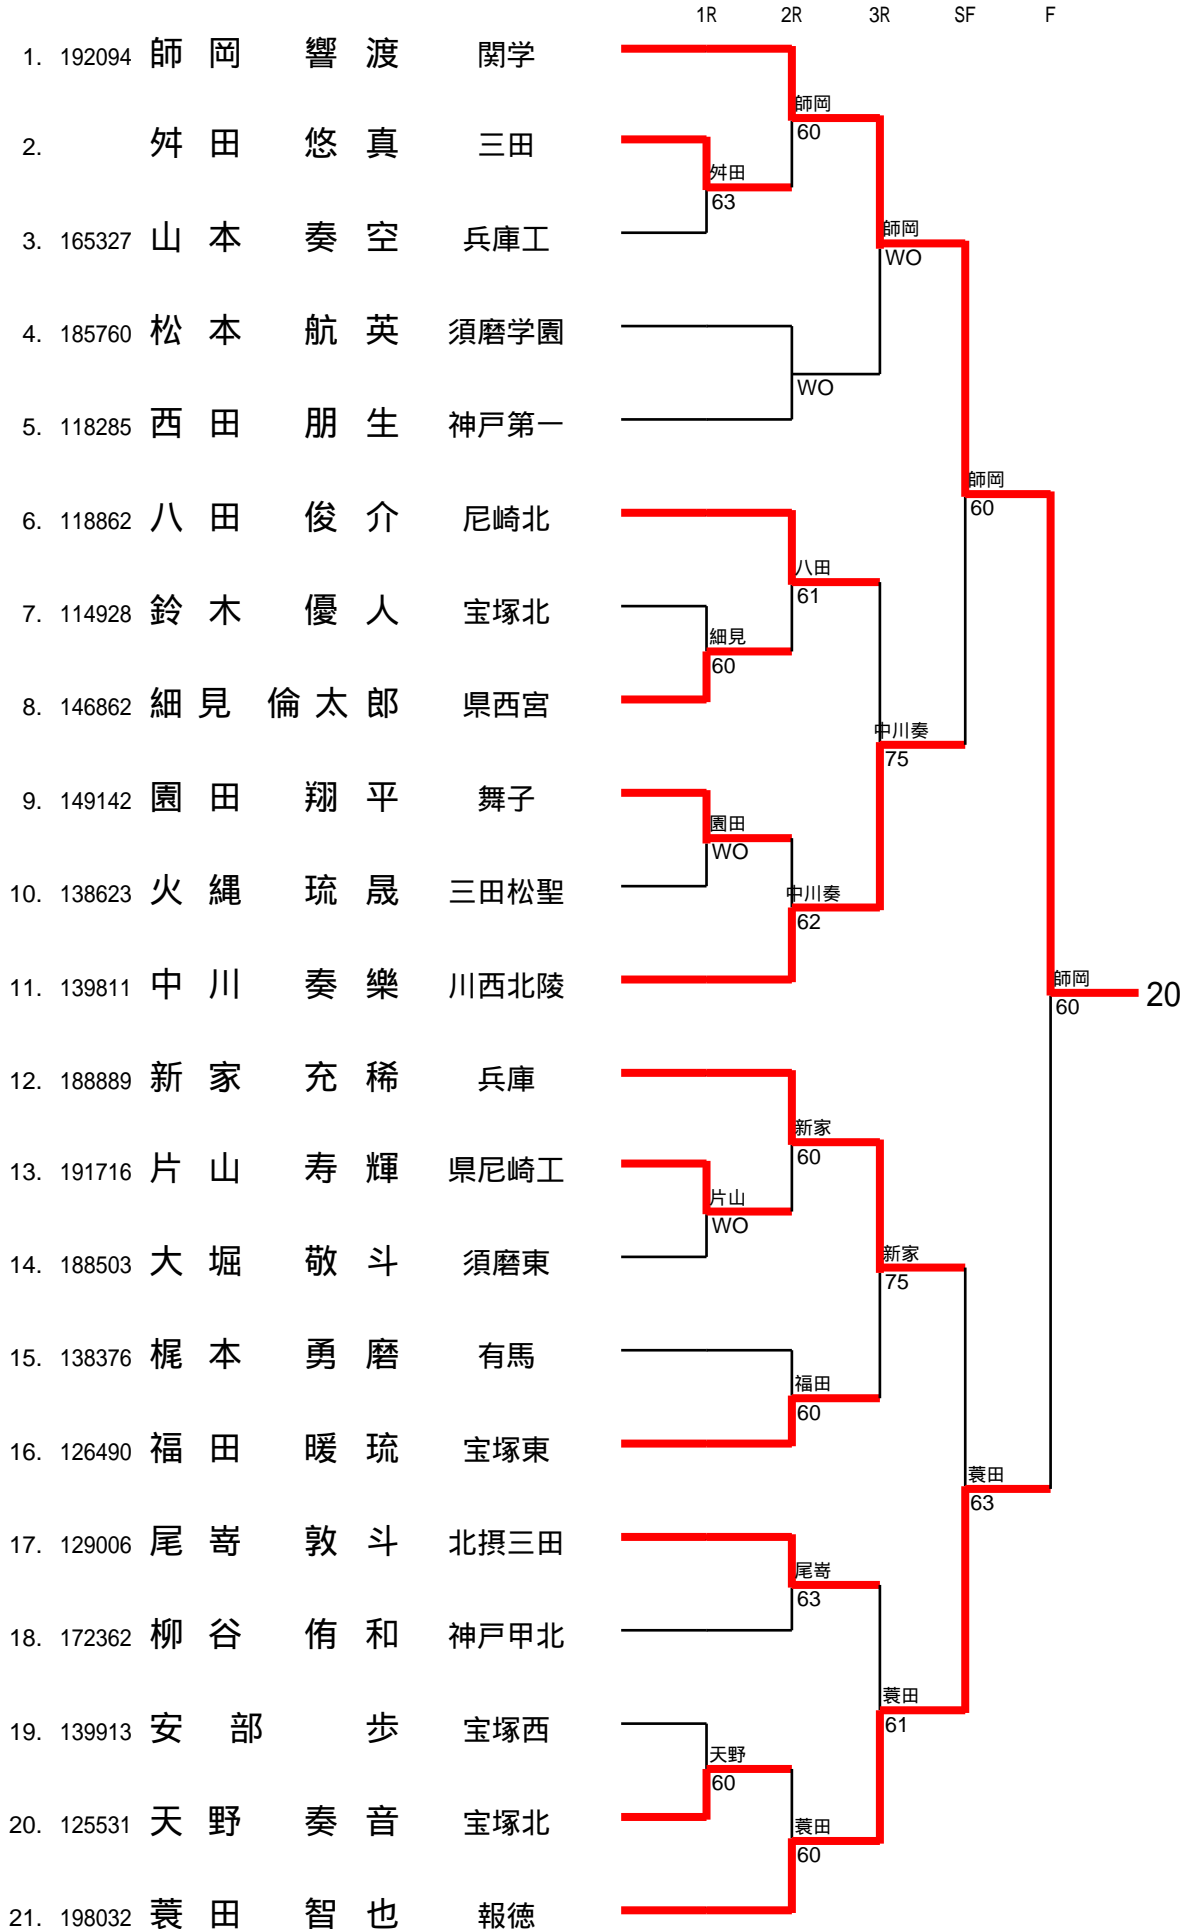 1R 2R 3R SF F
1. 192094 師岡 響渡 関学
師岡
60
2. 舛田 悠真 三田
舛田
63
3. 165327 山本 奏空 兵庫工
師岡
WO
4. 185760 松本 航英 須磨学園
WO
5. 118285 西田 朋生 神戸第一
師岡
60
6. 118862 八田 俊介 尼崎北
八田
61
7. 114928 鈴木 優人 宝塚北
細見
60
8. 146862 細見 倫太郎 県西宮
中川奏
75
9. 149142 園田 翔平 舞子
園田
WO
10. 138623 火縄 琉晟 三田松聖
中川奏
62
11. 139811 中川 奏樂 川西北陵
師岡
60
20
12. 188889 新家 充稀 兵庫
新家
60
13. 191716 片山 寿輝 県尼崎工
片山
WO
14. 188503 大堀 敬斗 須磨東
新家
75
15. 138376 梶本 勇磨 有馬
福田
60
16. 126490 福田 暖琉 宝塚東
蓑田
63
17. 129006 尾嵜 敦斗 北摂三田
尾嵜
63
18. 172362 柳谷 侑和 神戸甲北
蓑田
61
19. 139913 安部 歩 宝塚西
天野
60
20. 125531 天野 奏音 宝塚北
蓑田
60
21. 198032 蓑田 智也 報徳